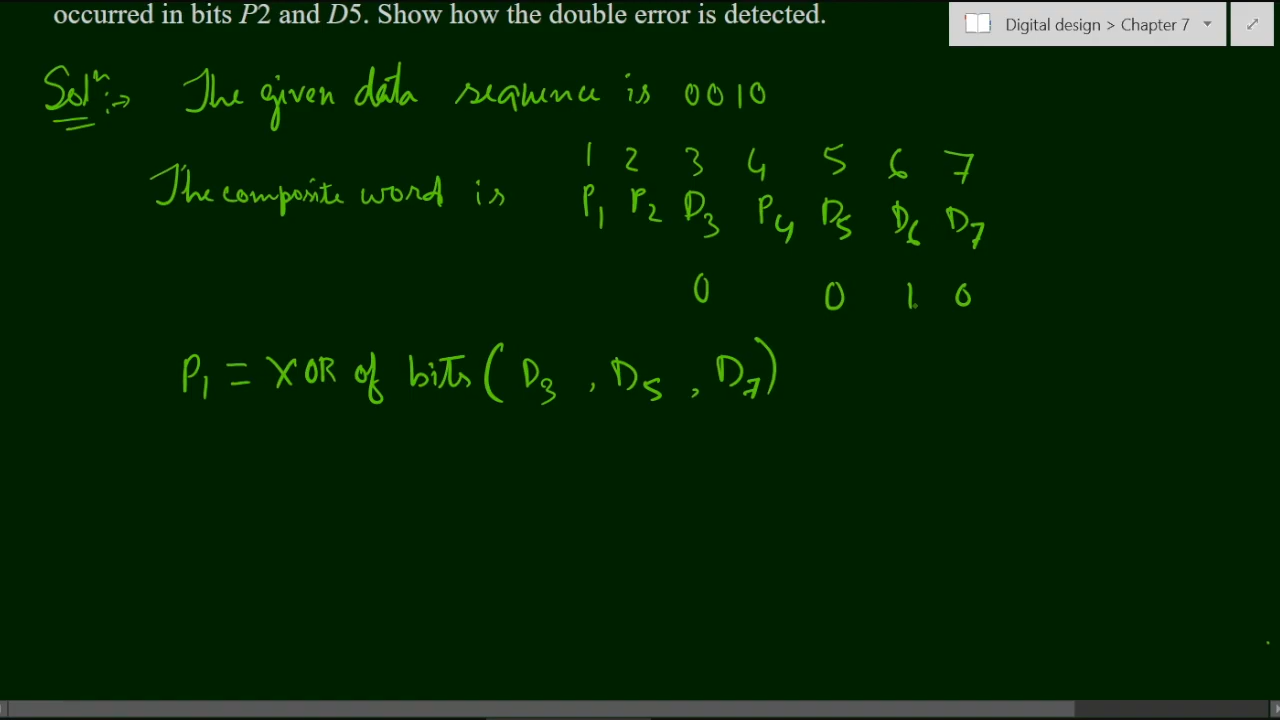 occurred in bits P2 and D5. Show how the double error is detected.
Digital design > Chapter 7
Solⁿ:→ The given data sequence is 0010
1 2 3 4 5 6 7
The composite word is P₁ P₂ D₃ P₄ D₅ D₆ D₇
0 0 1 0
P₁ = XOR of bits (D₃, D₅, D₇)